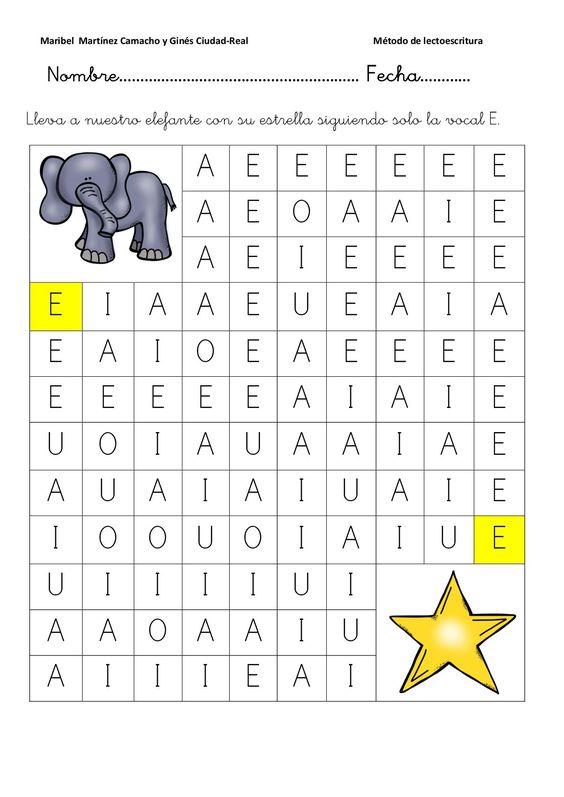 Maribel Martínez Camacho y Ginés Ciudad-Real Método de lectoescritura
Nombre......................................................... Fecha............
Lleva a nuestro elefante con su estrella siguiendo solo la vocal E.
A E E E E E E
A E O A A I E
A E I E E E E
E I A A E U E A I A
E A I O E A E E E E
E E E E E A I A I E
U O I A U A A I A E
A U A I A I U A I E
I O O U O I A I U E
U I I I I U I
A A O A A I U
A I I I E A I